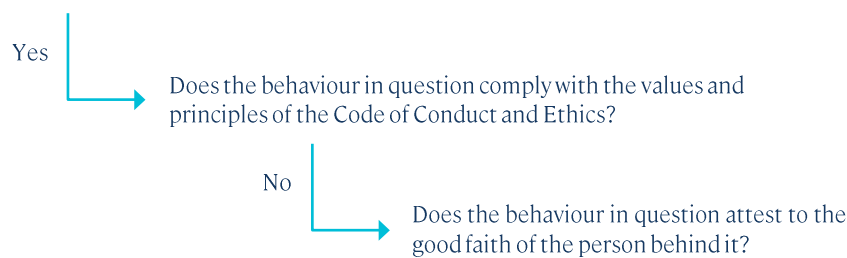 Yes
Does the behaviour in question comply with the values and
principles of the Code of Conduct and Ethics?
No
Does the behaviour in question attest to the
good faith of the person behind it?